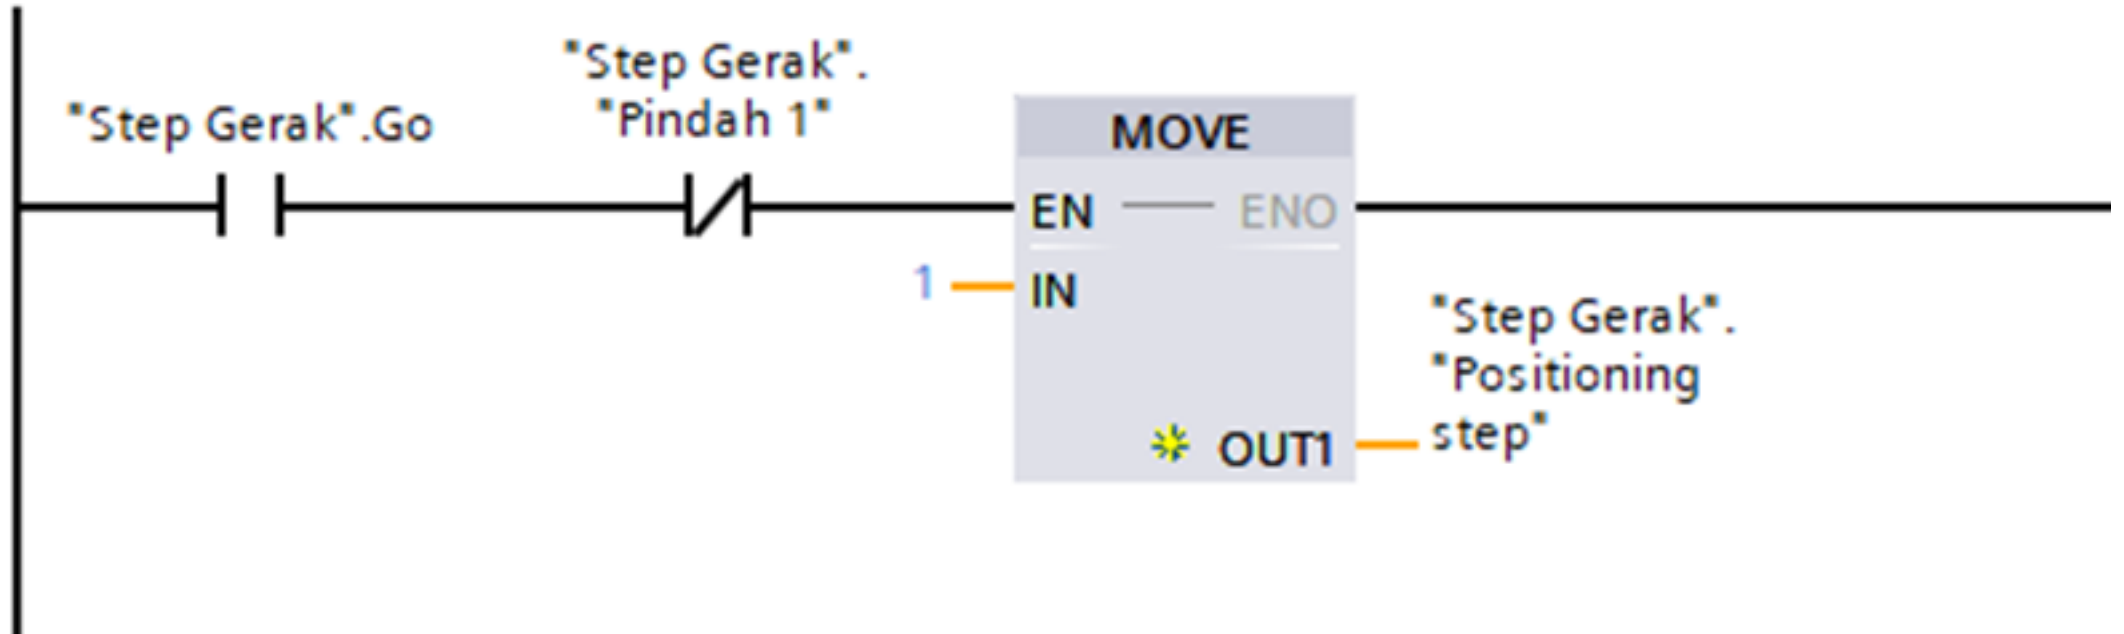 "Step Gerak".
"Pindah 1"
"Step Gerak".Go
MOVE
EN
ENO
1
IN
"Step Gerak".
"Positioning
step"
OUT1